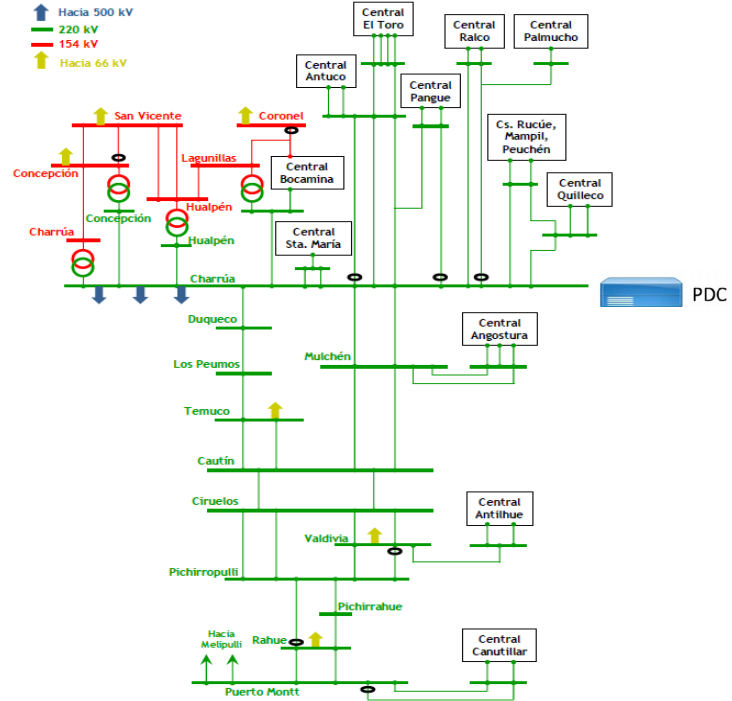 Hacia 500 kV
220 kV
154 kV
Hacia 66 kV
Central
El Toro
Central
Ralco
Central
Palmucho
Central
Antuco
Central
Pangue
San Vicente
Coronel
Cs. Rucúe,
Mampil,
Peuchén
Concepción
Lagunillas
Central
Bocamina
Central
Quilleco
Hualpén
Concepción
Charrúa
Hualpén
Central
Sta. María
Charrúa
PDC
Duqueco
Central
Angostura
Mulchén
Los Peumos
Temuco
Cautín
Ciruelos
Central
Antilhue
Valdivia
Pichirropulli
Pichirrahue
Hacia
Melipulli
Rahue
Central
Canutillar
Puerto Montt